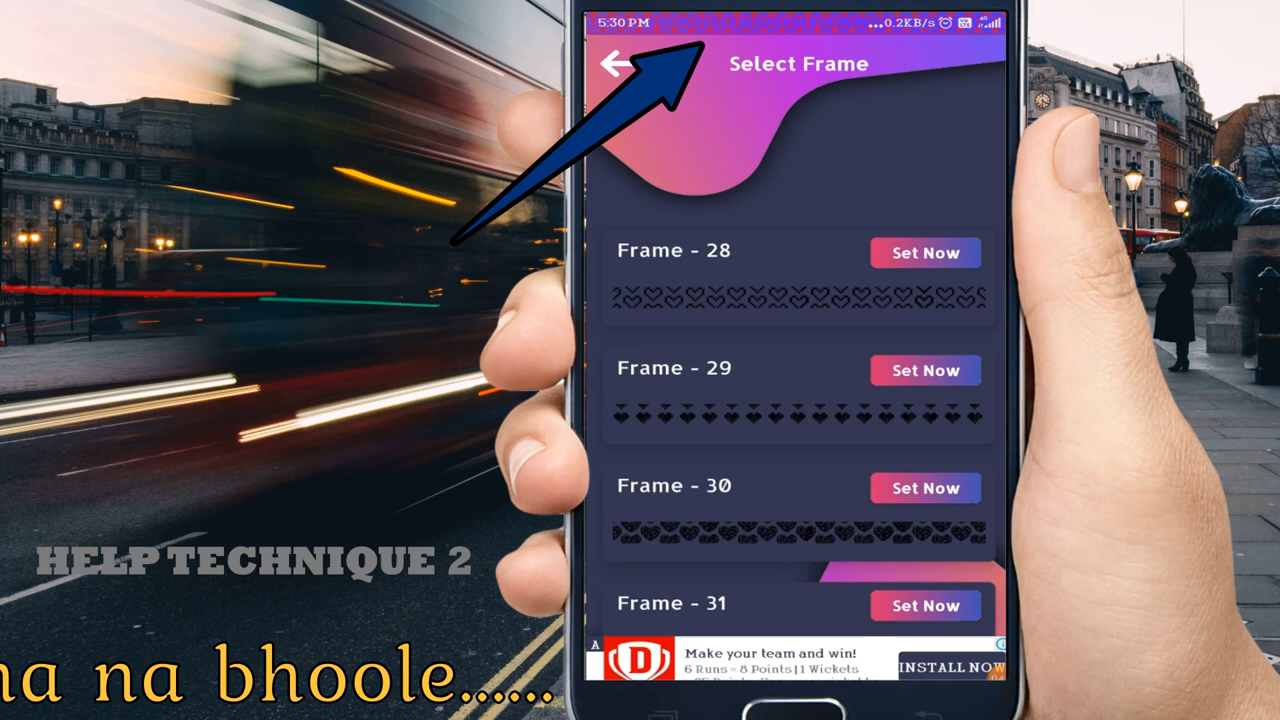 5:30 PM
...0.2KB/s
4G
Select Frame
Frame - 28
Set Now
Frame - 29
Set Now
Frame - 30
Set Now
Frame - 31
Set Now
A
D
Make your team and win!
6 Runs = 8 Points | 1 Wickets
INSTALL NOW
HELP TECHNIQUE 2
na na bhoole......